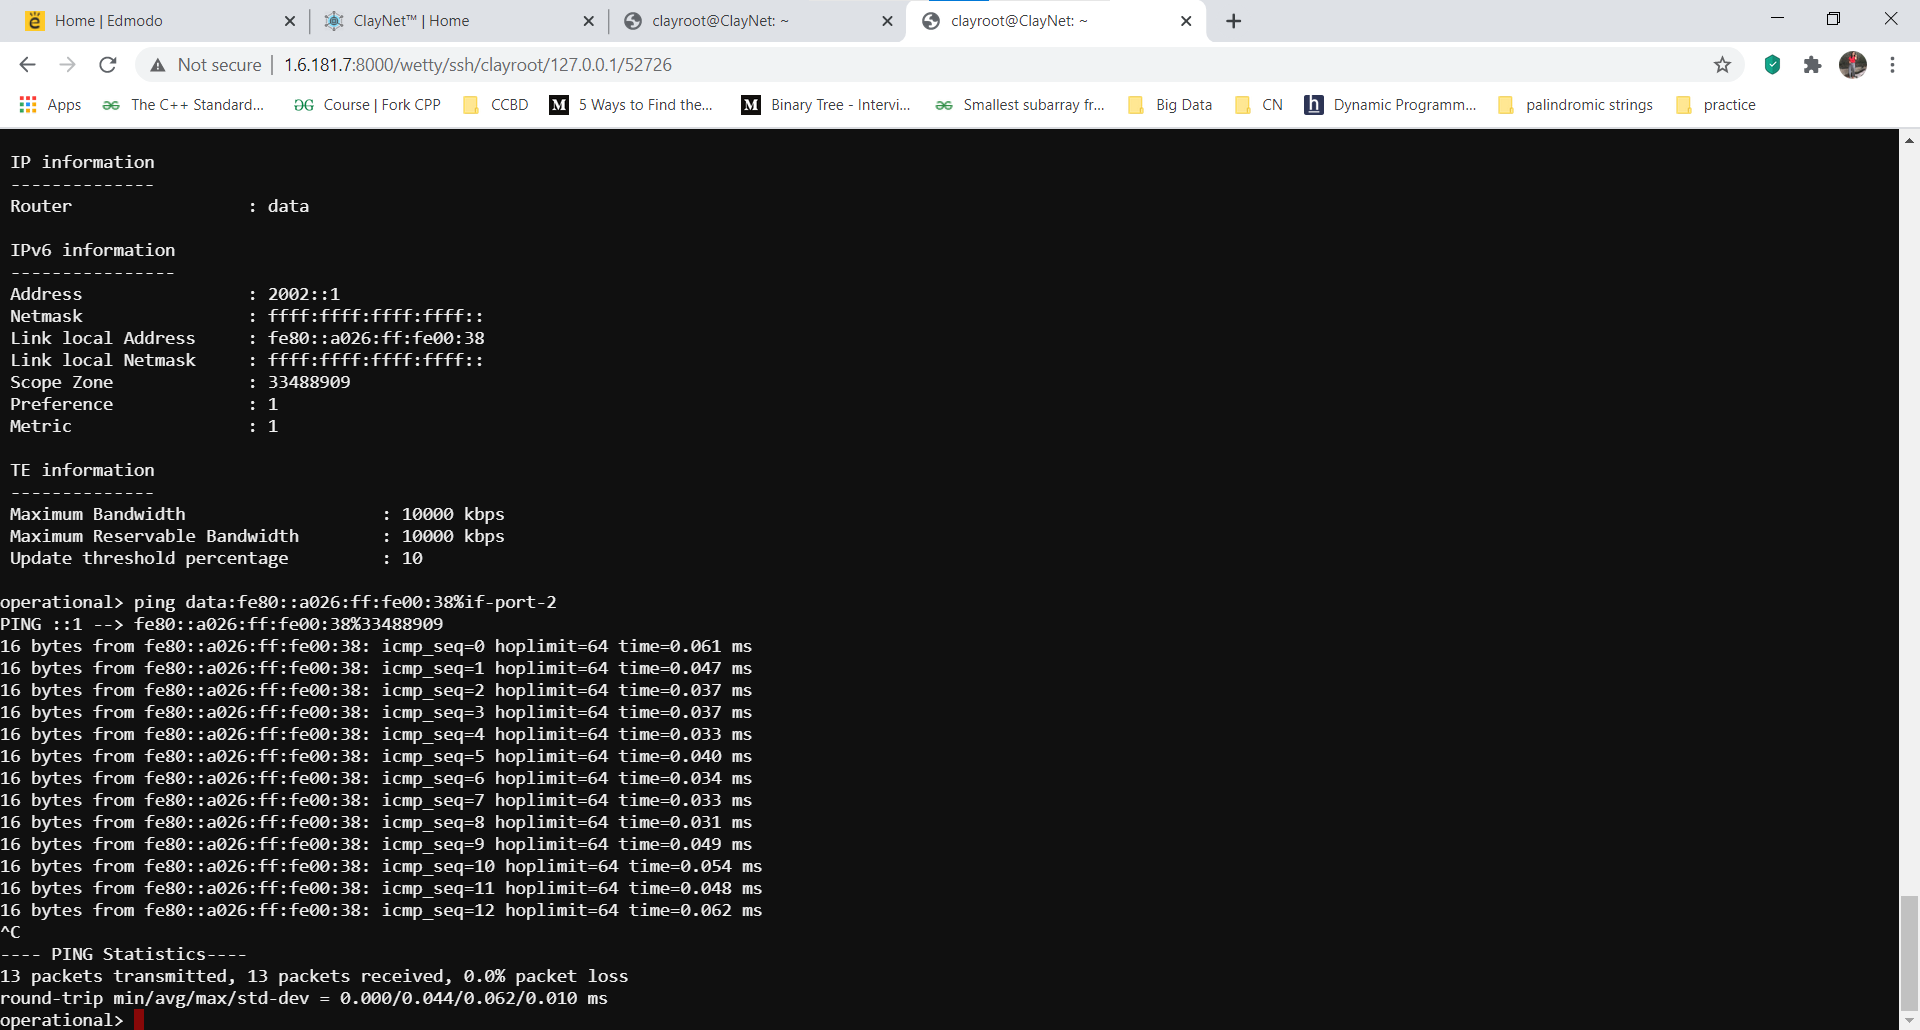 Home | Edmodo
ClayNet™ | Home
clayroot@ClayNet: ~
clayroot@ClayNet: ~
Not secure | 1.6.181.7:8000/wetty/ssh/clayroot/127.0.0.1/52726
Apps
The C++ Standard...
Course | Fork CPP
CCBD
M 5 Ways to Find the...
M Binary Tree - Intervi...
Smallest subarray fr...
Big Data
CN
h Dynamic Programm...
palindromic strings
practice
IP information
--------------
Router : data
IPv6 information
----------------
Address : 2002::1
Netmask : ffff:ffff:ffff:ffff::
Link local Address : fe80::a026:ff:fe00:38
Link local Netmask : ffff:ffff:ffff:ffff::
Scope Zone : 33488909
Preference : 1
Metric : 1
TE information
--------------
Maximum Bandwidth : 10000 kbps
Maximum Reservable Bandwidth : 10000 kbps
Update threshold percentage : 10
operational> ping data:fe80::a026:ff:fe00:38%if-port-2
PING ::1 --> fe80::a026:ff:fe00:38%33488909
16 bytes from fe80::a026:ff:fe00:38: icmp_seq=0 hoplimit=64 time=0.061 ms
16 bytes from fe80::a026:ff:fe00:38: icmp_seq=1 hoplimit=64 time=0.047 ms
16 bytes from fe80::a026:ff:fe00:38: icmp_seq=2 hoplimit=64 time=0.037 ms
16 bytes from fe80::a026:ff:fe00:38: icmp_seq=3 hoplimit=64 time=0.037 ms
16 bytes from fe80::a026:ff:fe00:38: icmp_seq=4 hoplimit=64 time=0.033 ms
16 bytes from fe80::a026:ff:fe00:38: icmp_seq=5 hoplimit=64 time=0.040 ms
16 bytes from fe80::a026:ff:fe00:38: icmp_seq=6 hoplimit=64 time=0.034 ms
16 bytes from fe80::a026:ff:fe00:38: icmp_seq=7 hoplimit=64 time=0.033 ms
16 bytes from fe80::a026:ff:fe00:38: icmp_seq=8 hoplimit=64 time=0.031 ms
16 bytes from fe80::a026:ff:fe00:38: icmp_seq=9 hoplimit=64 time=0.049 ms
16 bytes from fe80::a026:ff:fe00:38: icmp_seq=10 hoplimit=64 time=0.054 ms
16 bytes from fe80::a026:ff:fe00:38: icmp_seq=11 hoplimit=64 time=0.048 ms
16 bytes from fe80::a026:ff:fe00:38: icmp_seq=12 hoplimit=64 time=0.062 ms
^C
---- PING Statistics----
13 packets transmitted, 13 packets received, 0.0% packet loss
round-trip min/avg/max/std-dev = 0.000/0.044/0.062/0.010 ms
operational>